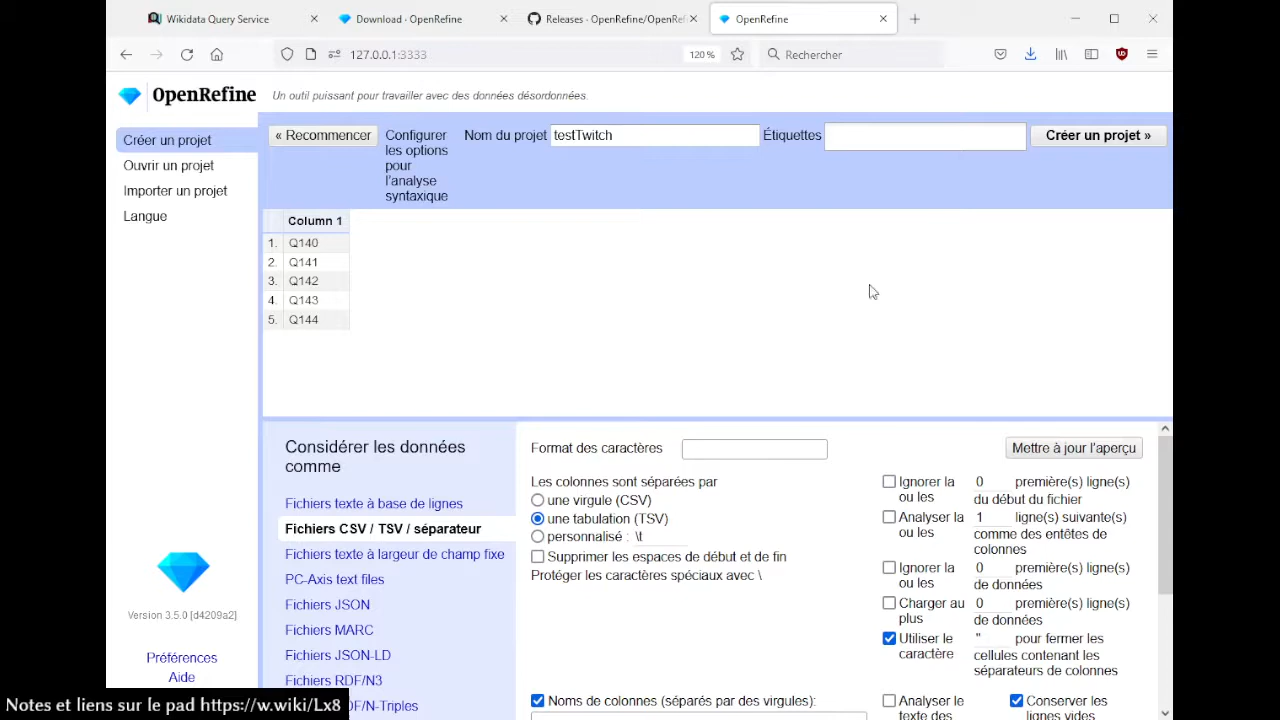 Wikidata Query Service
Download · OpenRefine
Releases · OpenRefine/OpenRef
OpenRefine
127.0.0.1:3333
120 %
Rechercher
OpenRefine
Un outil puissant pour travailler avec des données désordonnées.
Créer un projet
Ouvrir un projet
Importer un projet
Langue
« Recommencer
Configurer
les options
pour
l'analyse
syntaxique
Nom du projet
testTwitch
Étiquettes
Créer un projet »
Column 1
1. Q140
2. Q141
3. Q142
4. Q143
5. Q144
Considérer les données
comme
Fichiers texte à base de lignes
Fichiers CSV / TSV / séparateur
Fichiers texte à largeur de champ fixe
PC-Axis text files
Fichiers JSON
Fichiers MARC
Fichiers JSON-LD
Fichiers RDF/N3
DF/N-Triples
Format des caractères
Mettre à jour l'aperçu
Les colonnes sont séparées par
une virgule (CSV)
une tabulation (TSV)
personnalisé : \t
Supprimer les espaces de début et de fin
Protéger les caractères spéciaux avec \
Ignorer la 0 première(s) ligne(s)
ou les du début du fichier
Analyser la 1 ligne(s) suivante(s)
ou les comme des entêtes de
colonnes
Ignorer la 0 première(s) ligne(s)
ou les de données
Charger au 0 première(s) ligne(s)
plus de données
Utiliser le " pour fermer les
caractère cellules contenant les
séparateurs de colonnes
Noms de colonnes (séparés par des virgules):
Analyser le
texte des
Conserver les
lignes vides
Version 3.5.0 [d4209a2]
Préférences
Aide
Notes et liens sur le pad https://w.wiki/Lx8